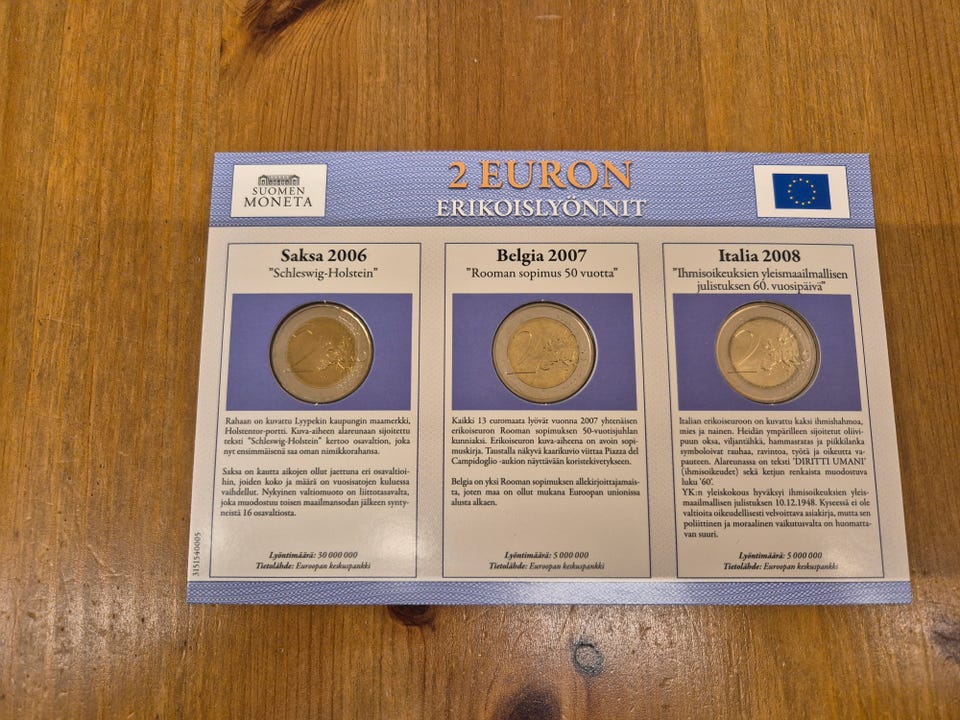 SUOMEN
MONETA
2 EURON
ERIKOISLYÖNNIT
Saksa 2006
"Schleswig-Holstein"
2
Rahaan on kuvattu Lyypekin kaupungin maamerkki,
Holstentor-portti. Kuva-aiheen alareunaan sijoitettu
teksti "Schleswig-Holstein" kertoo osavaltion, joka
nyt ensimmäisenä saa oman nimikkorahansa.
Saksa on kautta aikojen ollut jaettuna eri osavaltioi-
hin, joiden koko ja määrä on vuosisatojen kuluessa
vaihdellut. Nykyinen valtiomuoto on liittotasavalta,
joka muodostuu toisen maailmansodan jälkeen synty-
neistä 16 osavaltiosta.
Lyöntimäärä: 30 000 000
Tietolähde: Euroopan keskuspankki
Belgia 2007
"Rooman sopimus 50 vuotta"
2
Kaikki 13 euromaata lyövät vuonna 2007 yhtenäisen
erikoiseuron Rooman sopimuksen 50-vuotisjuhlan
kunniaksi. Erikoiseuron kuva-aiheena on avoin sopi-
muskirja. Taustalla näkyvä kaarikuvio viittaa Piazza del
Campidoglio -aukion näyttävään koristekivetykseen.
Belgia on yksi Rooman sopimuksen allekirjoittajamais-
ta, joten maa on ollut mukana Euroopan unionissa
alusta alkaen.
Lyöntimäärä: 5 000 000
Tietolähde: Euroopan keskuspankki
Italia 2008
"Ihmisoikeuksien yleismaailmallisen
julistuksen 60. vuosipäivä"
2
Italian erikoiseuroon on kuvattu kaksi ihmishahmoa,
mies ja nainen. Heidän ympärilleen sijoitetut oliivi-
puun oksa, viljantähkä, hammasratas ja piikkilanka
symboloivat rauhaa, ravintoa, työtä ja oikeutta va-
pauteen. Alareunassa on teksti 'DIRITTI UMANI'
(ihmisoikeudet) sekä ketjun renkaista muodostuva
luku '60'.
YK:n yleiskokous hyväksyi ihmisoikeuksien yleis-
maailmallisen julistuksen 10.12.1948. Kyseessä ei ole
valtioita oikeudellisesti velvoittava asiakirja, mutta sen
poliittinen ja moraalinen vaikutusvalta on huomatta-
van suuri.
Lyöntimäärä: 5 000 000
Tietolähde: Euroopan keskuspankki
3151540005